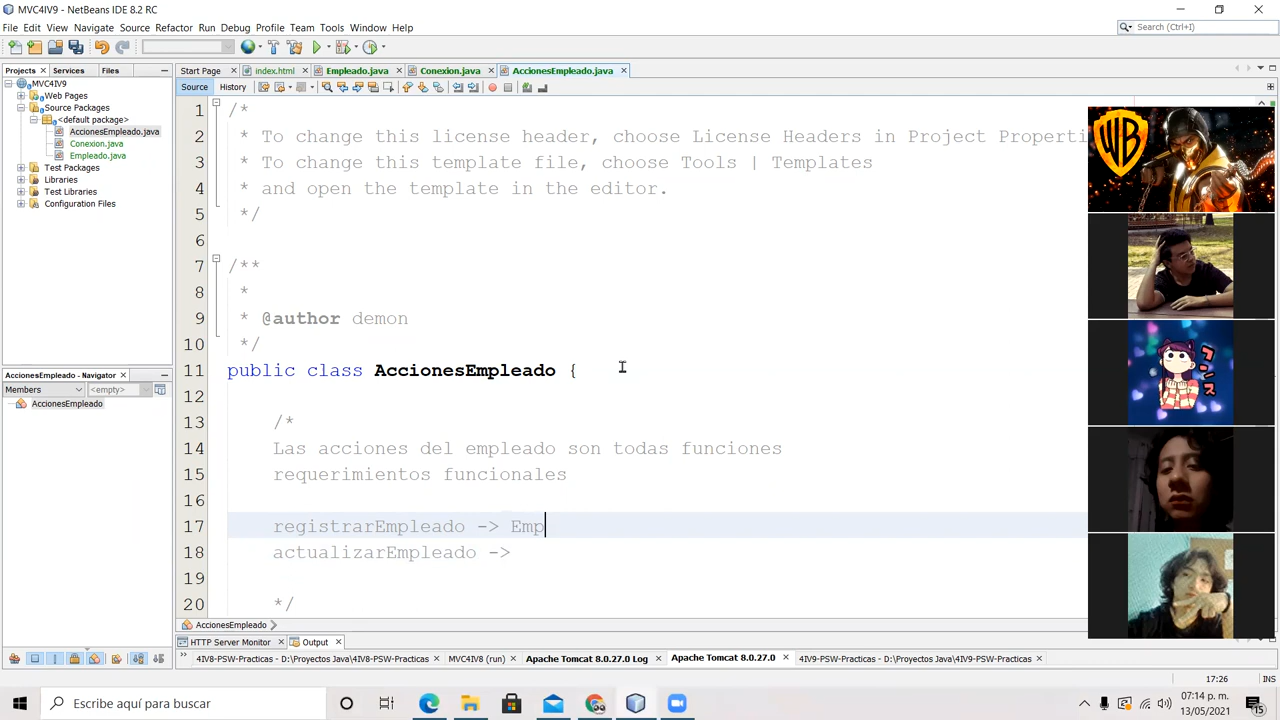 MVC4IV9 - NetBeans IDE 8.2 RC
File Edit View Navigate Source Refactor Run Debug Profile Team Tools Window Help
Search (Ctrl+I)
Projects Services Files
Start Page index.html Empleado.java Conexion.java AccionesEmpleado.java
Source History
MVC4IV9
Web Pages
Source Packages
<default package>
AccionesEmpleado.java
Conexion.java
Empleado.java
Test Packages
Libraries
Test Libraries
Configuration Files
AccionesEmpleado - Navigator
Members <empty>
AccionesEmpleado
1 /*
2 * To change this license header, choose License Headers in Project Properti
3 * To change this template file, choose Tools | Templates
4 * and open the template in the editor.
5 */
6
7 /**
8 *
9 * @author demon
10 */
11 public class AccionesEmpleado {
12
13 /*
14 Las acciones del empleado son todas funciones
15 requerimientos funcionales
16
17 registrarEmpleado -> Emp
18 actualizarEmpleado ->
19
20 */
WB
コンス
AccionesEmpleado
HTTP Server Monitor Output
4IV8-PSW-Practicas - D:\Proyectos Java\4IV8-PSW-Practicas MVC4IV8 (run) Apache Tomcat 8.0.27.0 Log Apache Tomcat 8.0.27.0 4IV9-PSW-Practicas - D:\Proyectos Java\4IV9-PSW-Practicas
17:26 INS
Escribe aquí para buscar
07:14 p. m.
13/05/2021
15